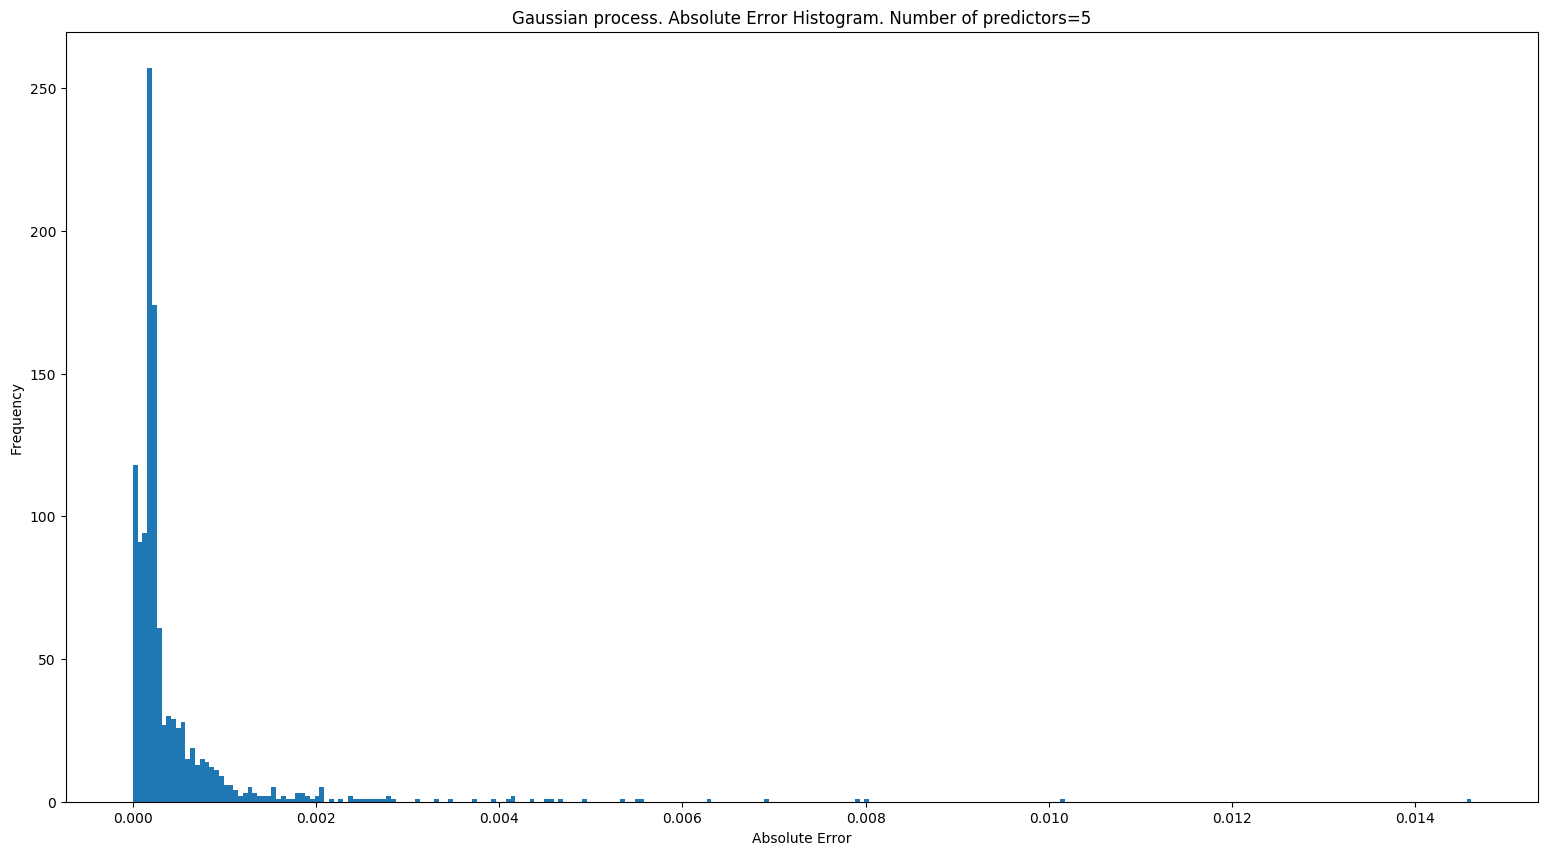 Gaussian process. Absolute Error Histogram. Number of predictors=5
250
200
150
100
50
0
Frequency
0.000 0.002 0.004 0.006 0.008 0.010 0.012 0.014
Absolute Error